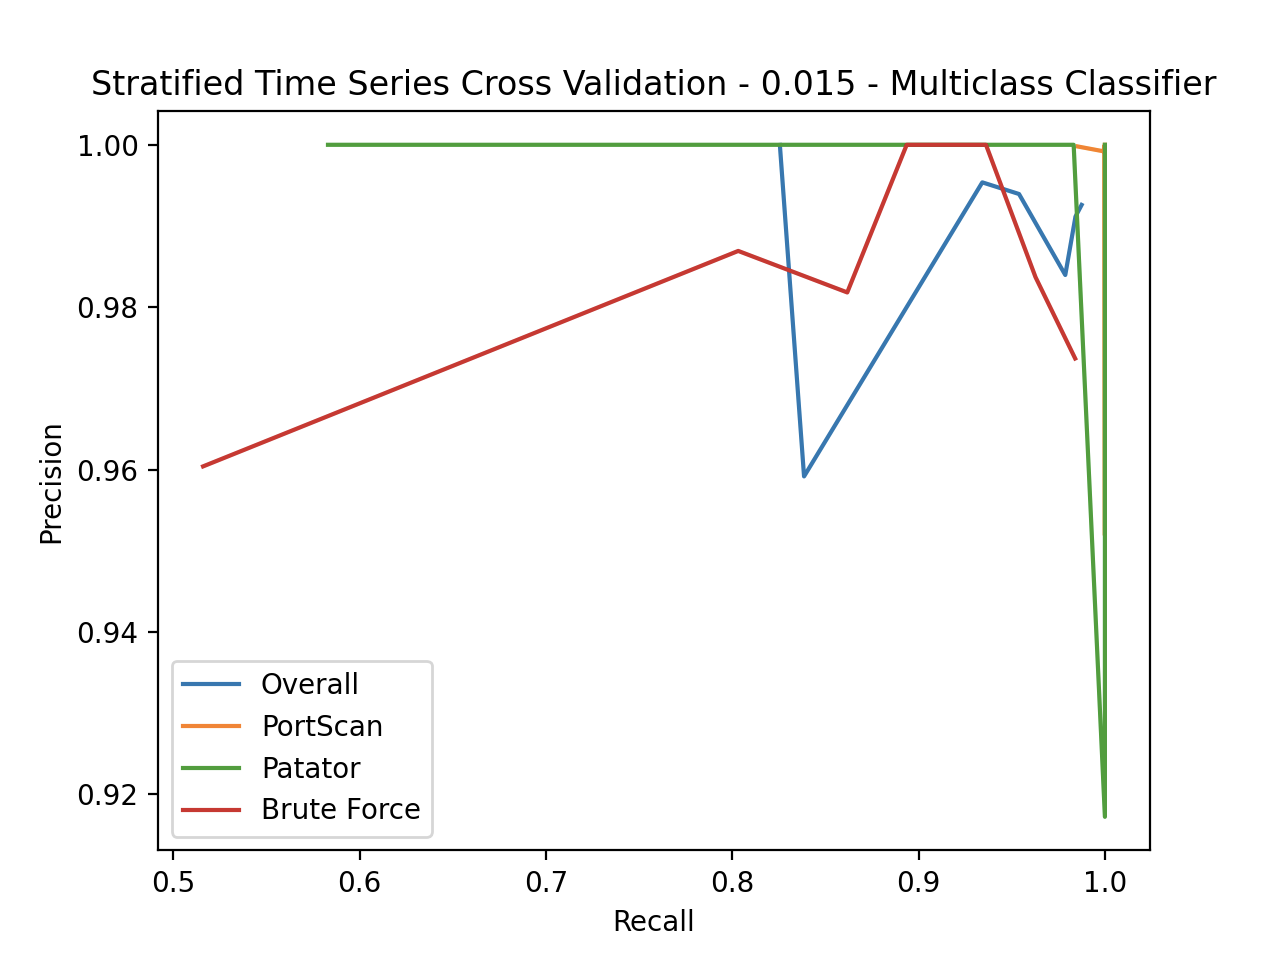 Stratified Time Series Cross Validation - 0.015 - Multiclass Classifier
1.00
0.98
0.96
0.94
0.92
Precision
Overall
PortScan
Patator
Brute Force
0.5 0.6 0.7 0.8 0.9 1.0
Recall